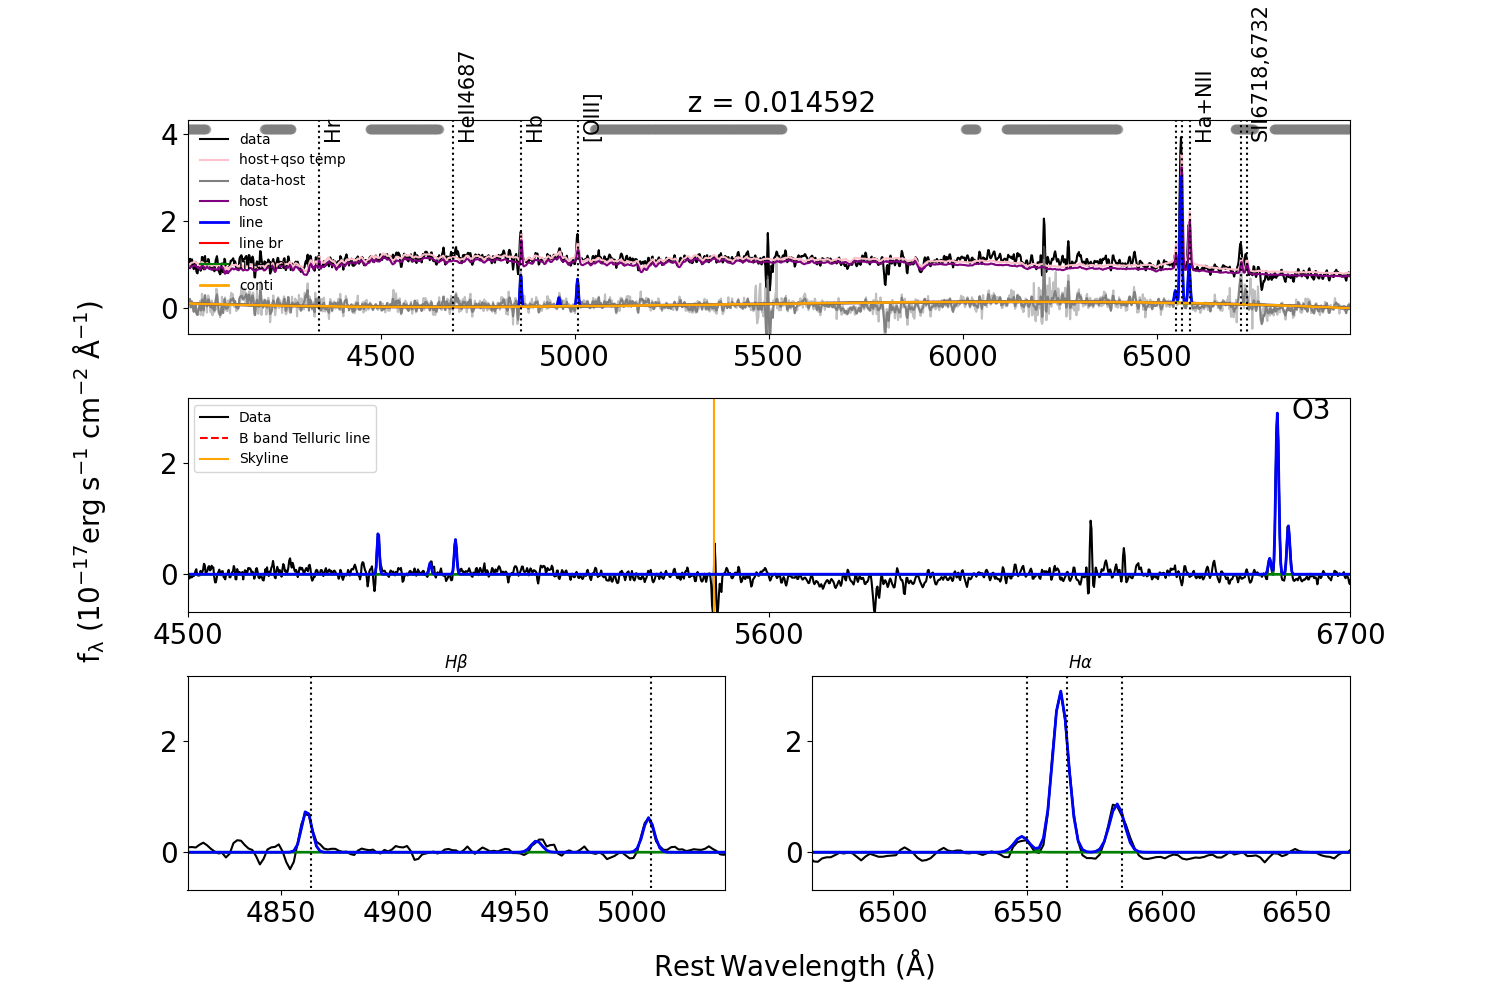 z = 0.014592
Hr
HeII4687
Hb
[OIII]
Ha+NII
SII6718,6732
4
2
0
data
host+qso temp
data-host
host
line
line br
conti
4500
5000
5500
6000
6500
Data
B band Telluric line
Skyline
O3
2
0
4500
5600
6700
fλ (10⁻¹⁷erg s⁻¹ cm⁻² Å⁻¹)
Hβ
2
0
4850
4900
4950
5000
Hα
2
0
6500
6550
6600
6650
Rest Wavelength (Å)